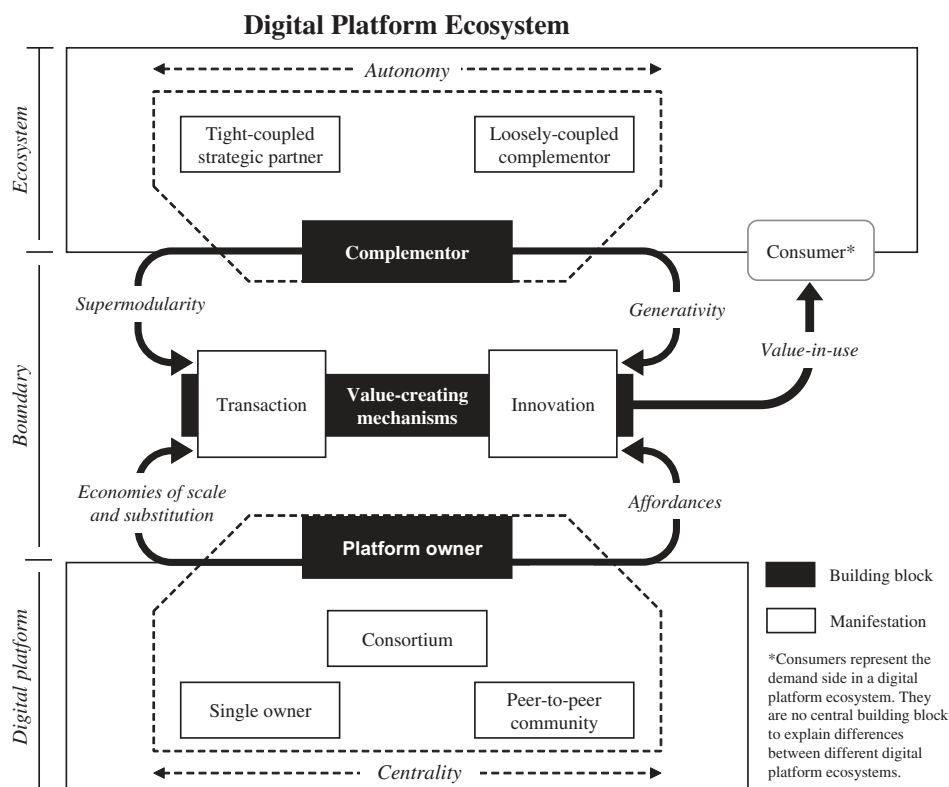 Digital Platform Ecosystem
Ecosystem
Autonomy
Tight-coupled
strategic partner
Loosely-coupled
complementor
Complementor
Consumer*
Boundary
Supermodularity
Generativity
Value-in-use
Transaction
Value-creating
mechanisms
Innovation
Economies of scale
and substitution
Affordances
Platform owner
Digital platform
Consortium
Single owner
Peer-to-peer
community
Centrality
Building block
Manifestation
*Consumers represent the
demand side in a digital
platform ecosystem. They
are no central building block
to explain differences
between different digital
platform ecosystems.